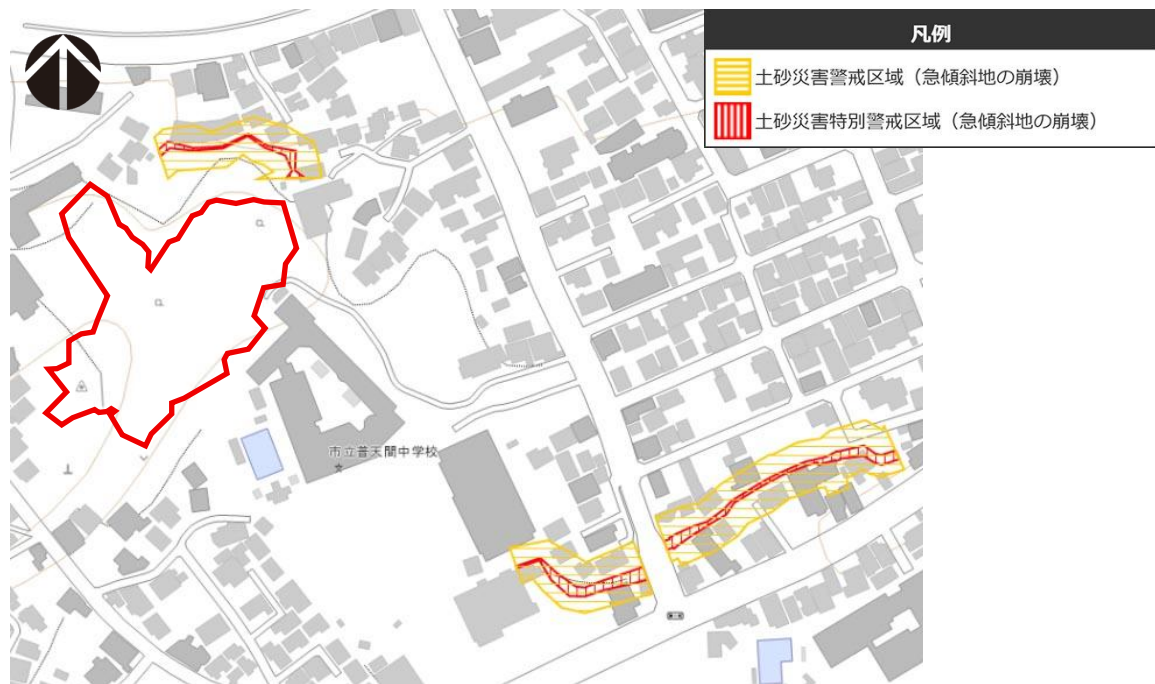 凡例
土砂災害警戒区域（急傾斜地の崩壊）
土砂災害特別警戒区域（急傾斜地の崩壊）
市立普天間中学校